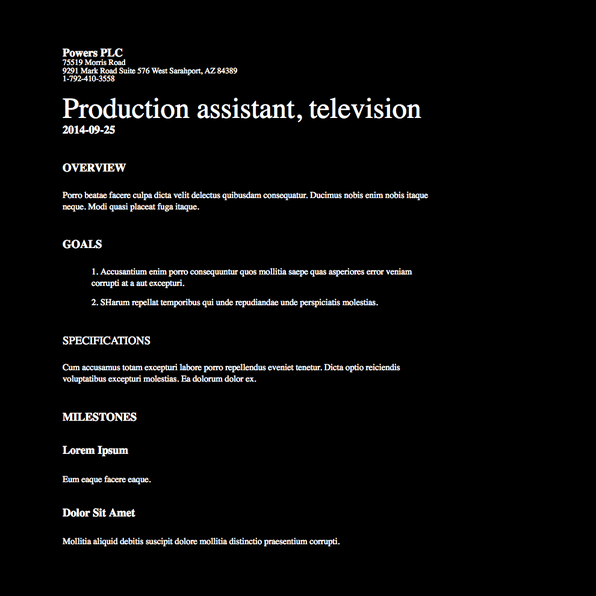 Powers PLC
75519 Morris Road
9291 Mark Road Suite 576 West Sarahport, AZ 84389
1-792-410-3558
Production assistant, television
2014-09-25
OVERVIEW
Porro beatae facere culpa dicta velit delectus quibusdam consequatur. Ducimus nobis enim nobis itaque
neque. Modi quasi placeat fuga itaque.
GOALS
1. Accusantium enim porro consequuntur quos mollitia saepe quas asperiores error veniam
corrupti at a aut excepturi.
2. SHarum repellat temporibus qui unde repudiandae unde perspiciatis molestias.
SPECIFICATIONS
Cum accusamus totam excepturi labore porro repellendus eveniet tenetur. Dicta optio reiciendis
voluptatibus excepturi molestias. Ea dolorum dolor ex.
MILESTONES
Lorem Ipsum
Eum eaque facere eaque.
Dolor Sit Amet
Mollitia aliquid debitis suscipit dolore mollitia distinctio praesentium corrupti.